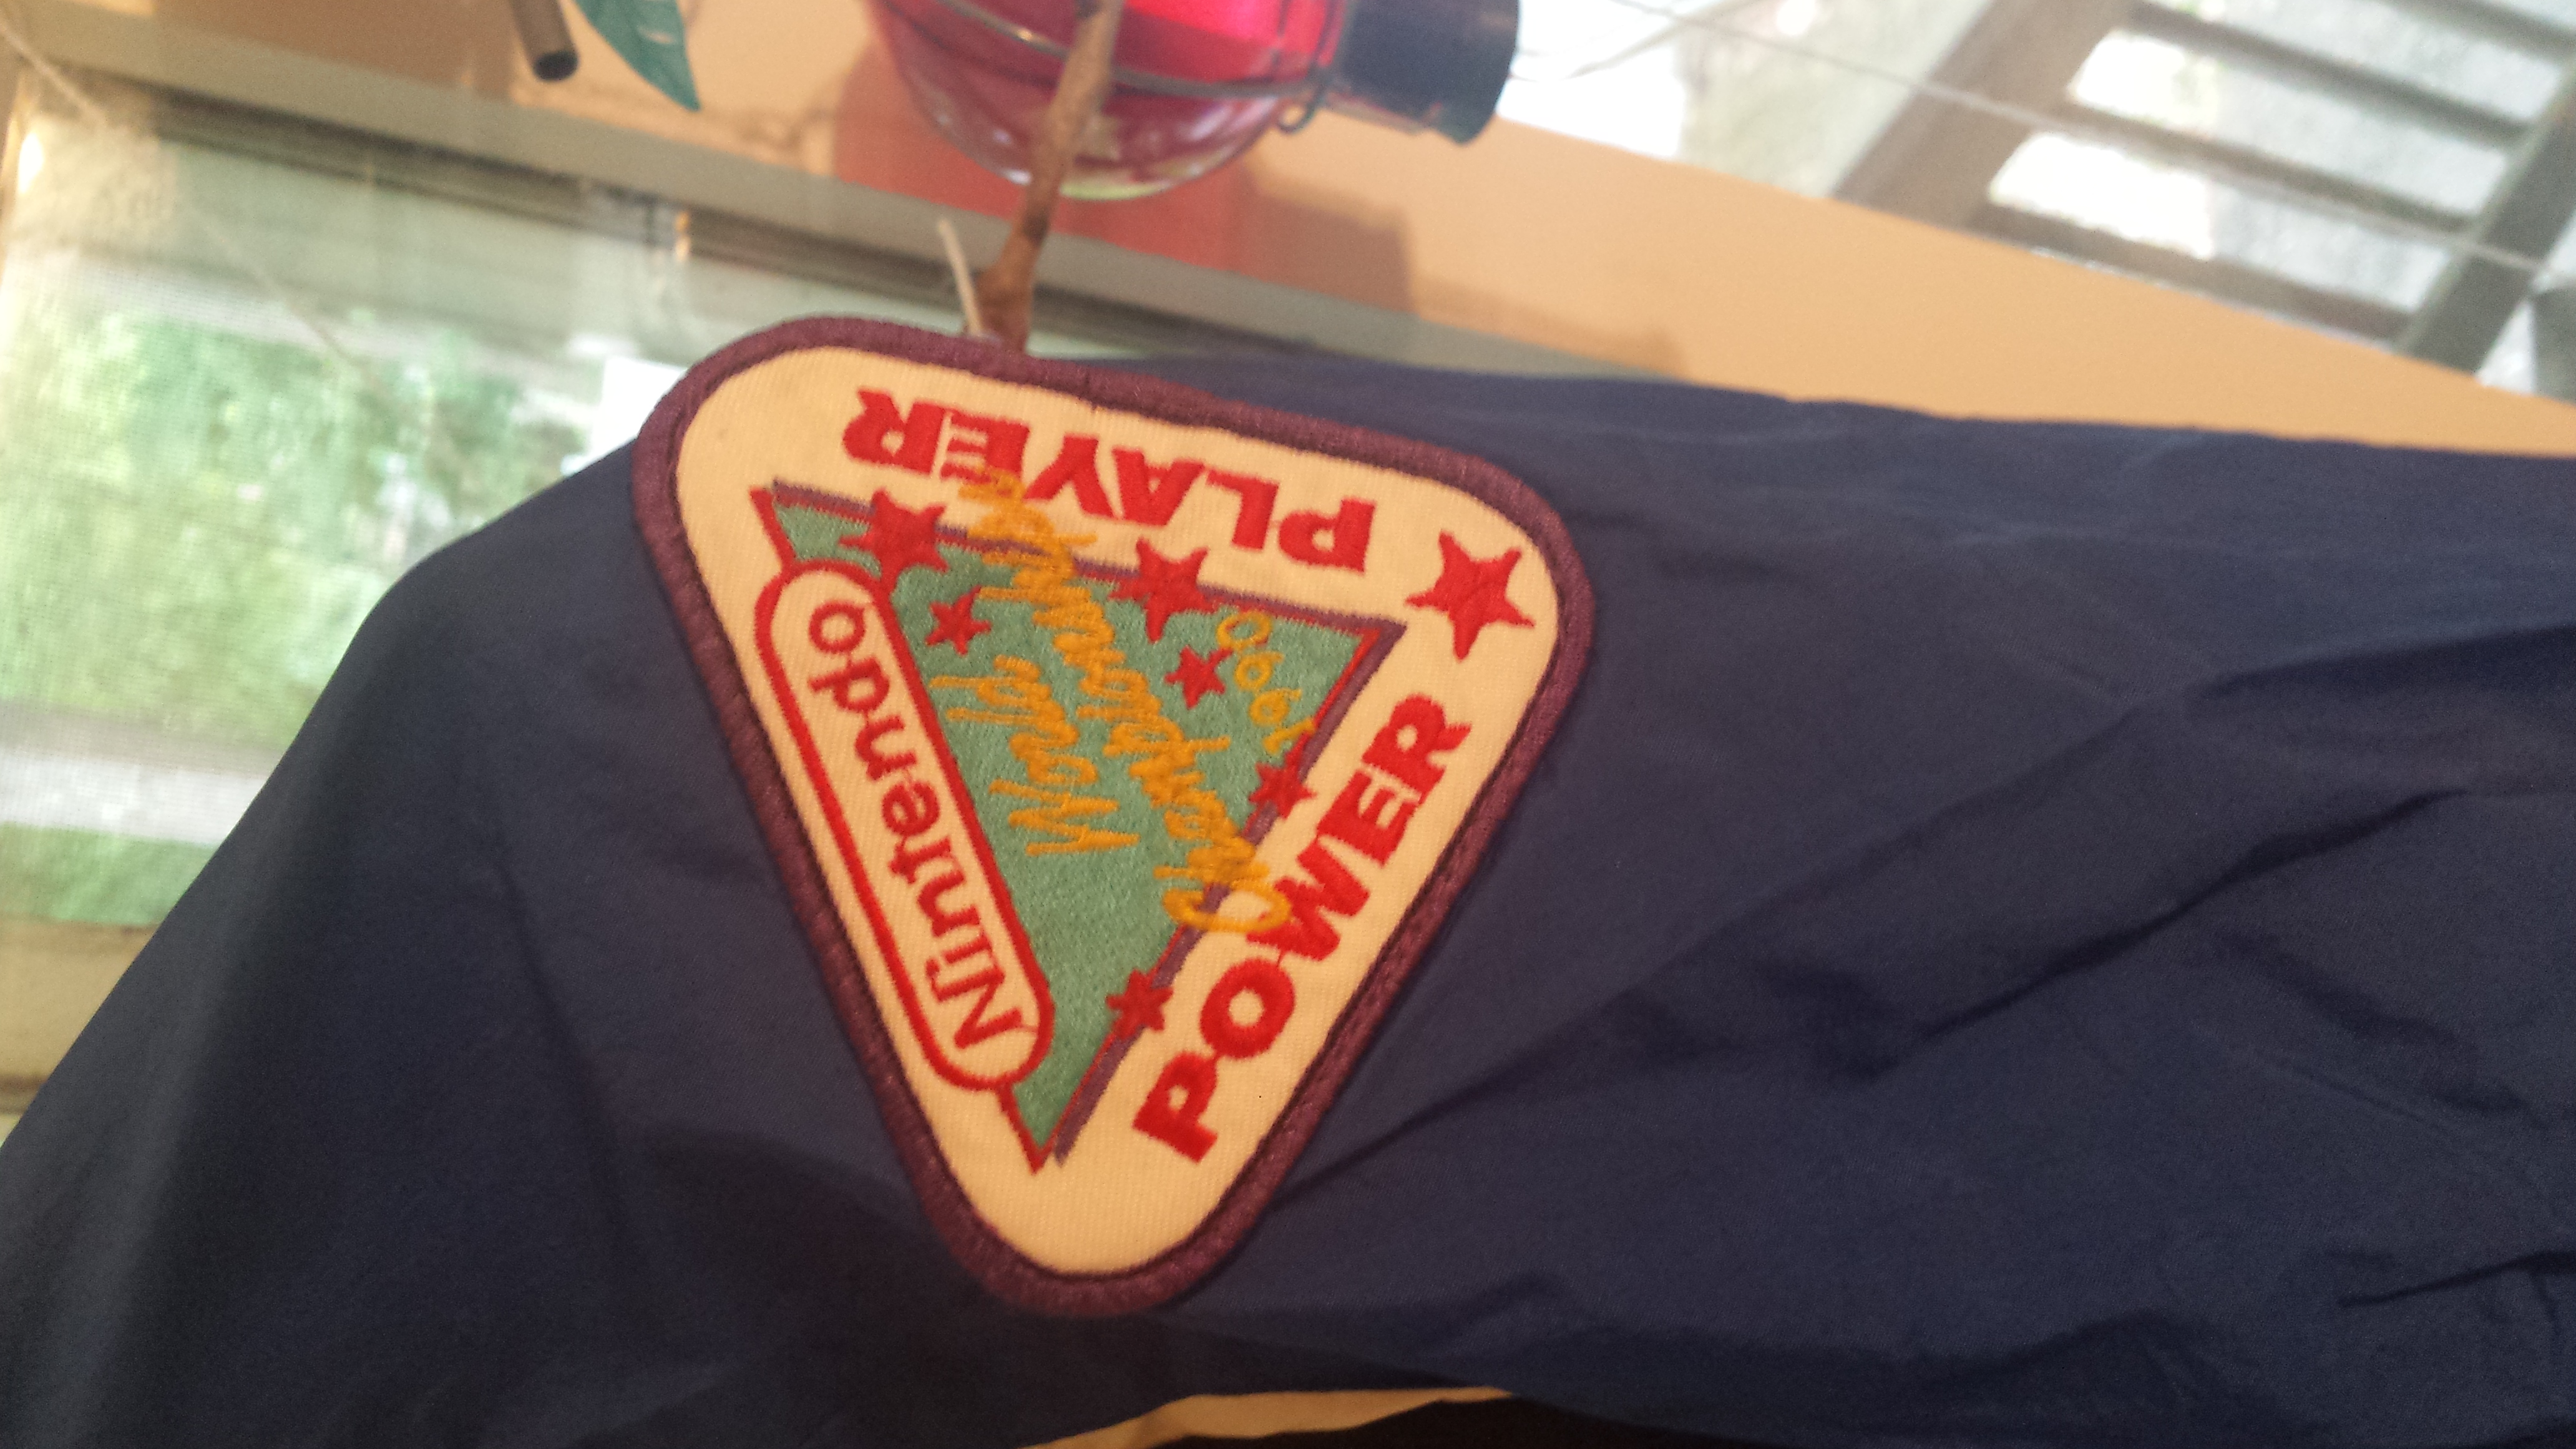 POWER
PLAYER
1990
World
Championships
Nintendo